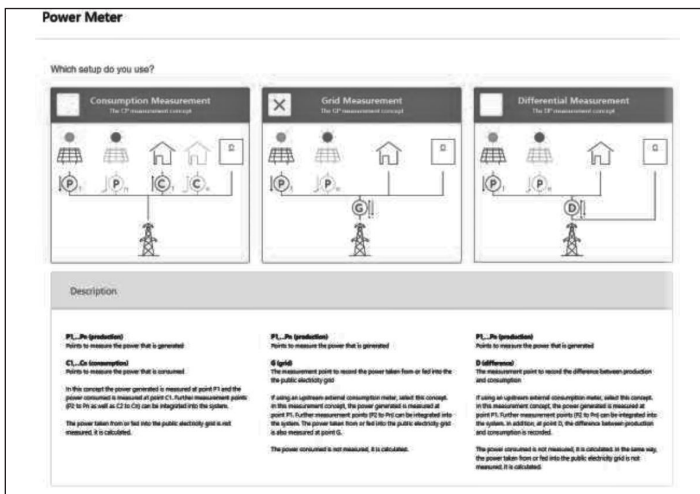 Power Meter
Which setup do you use?
Consumption Measurement
The CP measurement concept
Grid Measurement
The GP measurement concept
Differential Measurement
The DP measurement concept
P1
Pn
C1
Cn
P1
Pn
G
P1
Pn
D
Description
P1,...Pn (production)
Points to measure the power that is generated
C1,...Cn (consumption)
Points to measure the power that is consumed
In this concept the power generated is measured at point P1 and the
power consumed is measured at point C1. Further measurement points
(P2 to Pn as well as C2 to Cn) can be integrated into the system.
The power taken from or fed into the public electricity grid is not
measured, it is calculated.
P1,...Pn (production)
Points to measure the power that is generated
G (grid)
The measurement point to record the power taken from or fed into the
the public electricity grid
If using an upstream external consumption meter, select this concept.
In this measurement concept, the power generated is measured at
point P1. Further measurement points (P2 to Pn) can be integrated into
the system. The power taken from or fed into the public electricity grid
is also measured at point G.
The power consumed is not measured, it is calculated.
P1,...Pn (production)
Points to measure the power that is generated
D (difference)
The measurement point to record the difference between production
and consumption
If using an upstream external consumption meter, select this concept.
In this measurement concept, the power generated is measured at
point P1. Further measurement points (P2 to Pn) can be integrated into
the system. In addition, at point D, the difference between production
and consumption is recorded.
The power consumed is not measured, it is calculated. In the same way,
the power taken from or fed into the public electricity grid is not
measured. It is calculated.